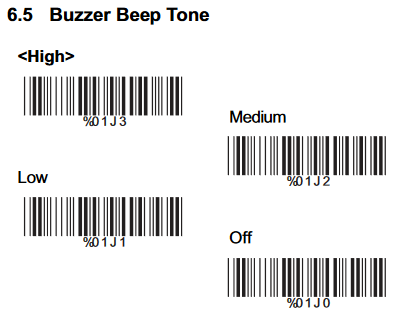 6.5 Buzzer Beep Tone
<High>
%01J3
Medium
%01J2
Low
%01J1
Off
%01J0